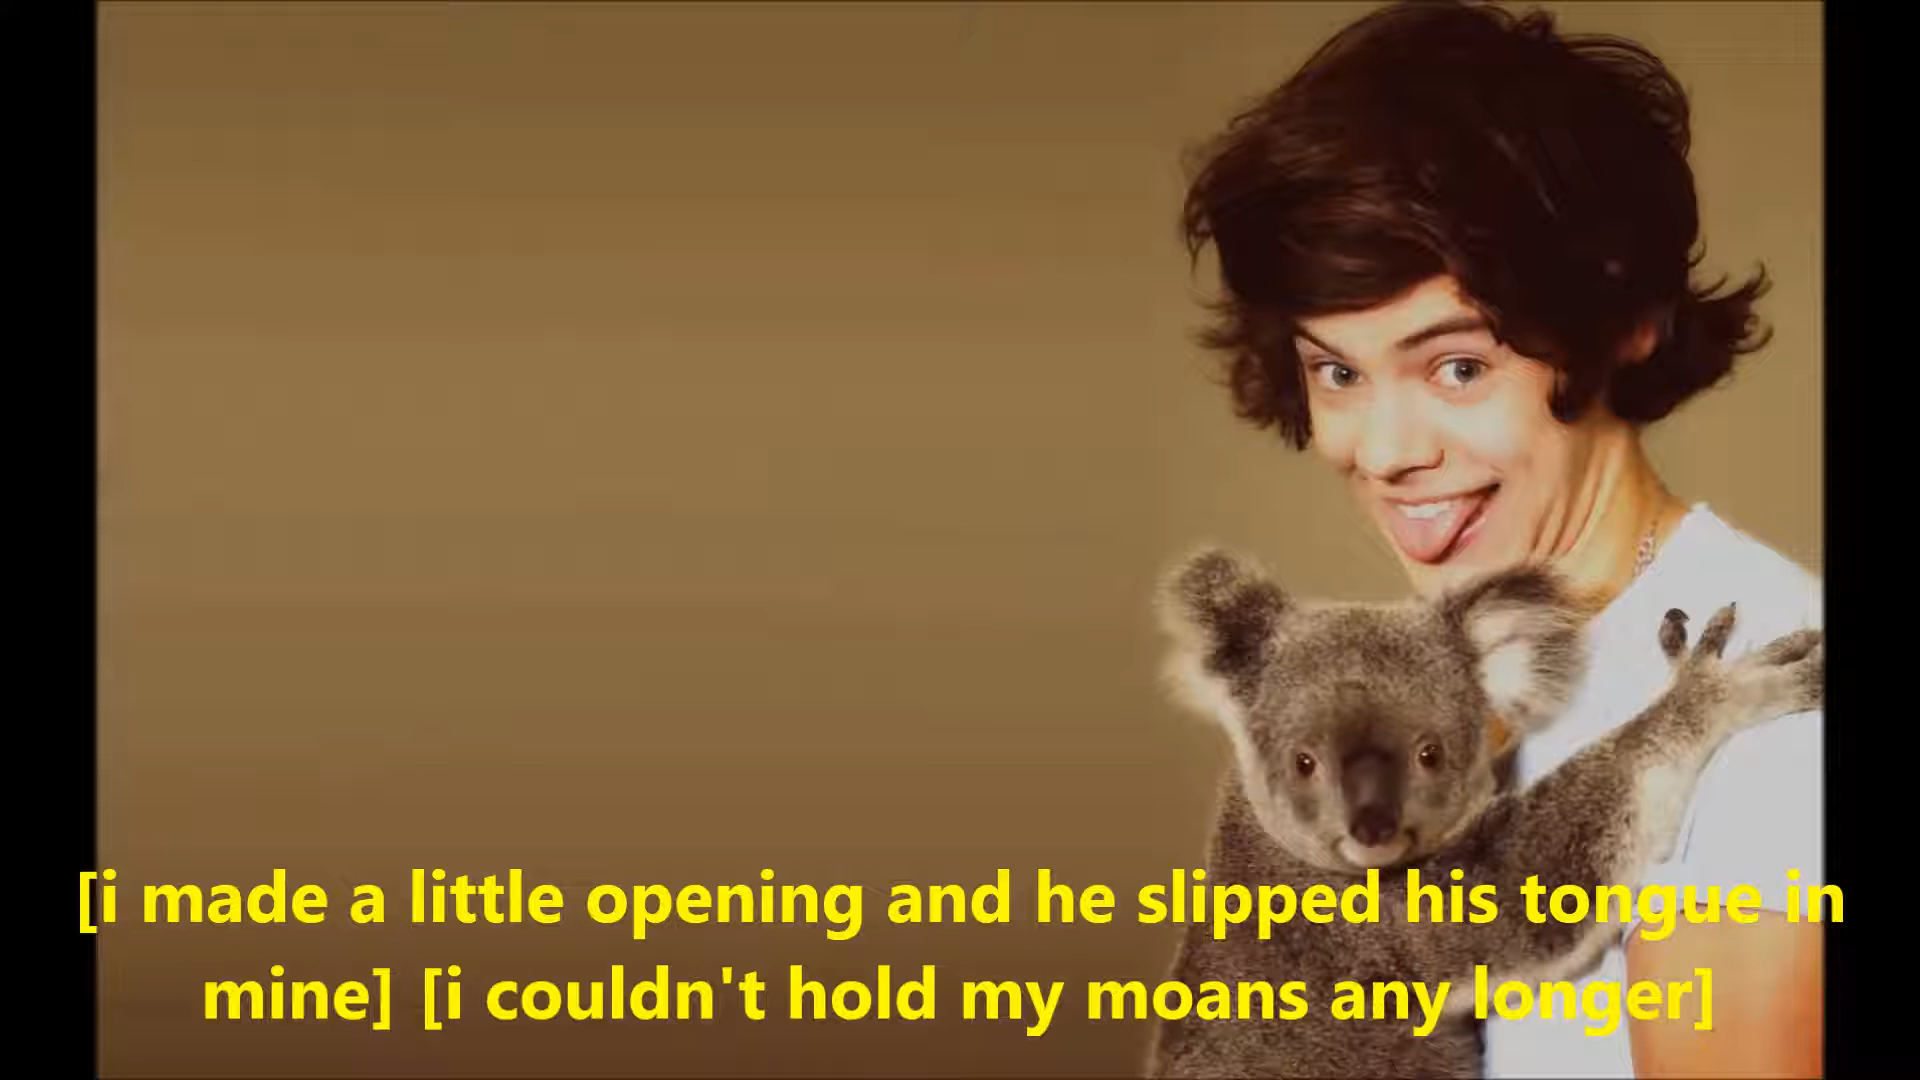 [i made a little opening and he slipped his tongue in
mine] [i couldn't hold my moans any longer]